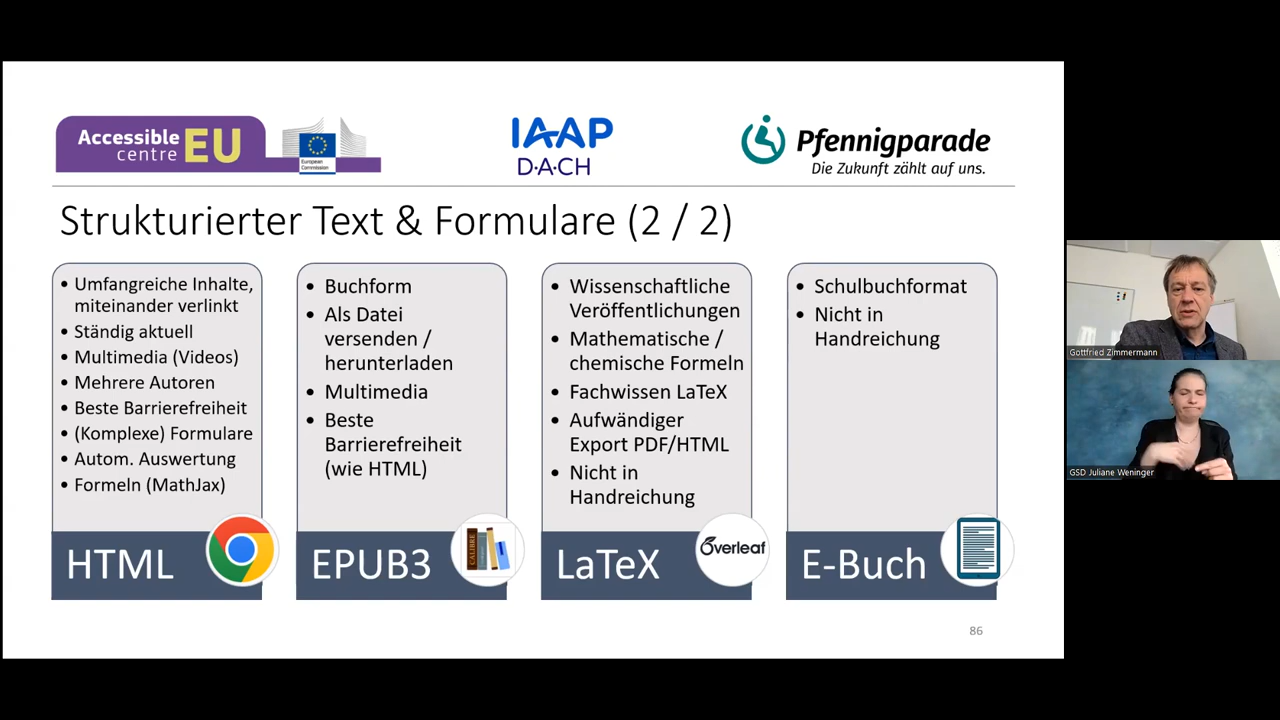 Accessible
centre EU
European
Commission
IAAP
D·A·CH
Pfennigparade
Die Zukunft zählt auf uns.
Strukturierter Text & Formulare (2 / 2)
• Umfangreiche Inhalte,
miteinander verlinkt
• Ständig aktuell
• Multimedia (Videos)
• Mehrere Autoren
• Beste Barrierefreiheit
• (Komplexe) Formulare
• Autom. Auswertung
• Formeln (MathJax)
HTML
• Buchform
• Als Datei
versenden /
herunterladen
• Multimedia
• Beste
Barrierefreiheit
(wie HTML)
CALIBRE
EPUB3
• Wissenschaftliche
Veröffentlichungen
• Mathematische /
chemische Formeln
• Fachwissen LaTeX
• Aufwändiger
Export PDF/HTML
• Nicht in
Handreichung
LaTeX
Overleaf
• Schulbuchformat
• Nicht in
Handreichung
E-Buch
86
Gottfried Zimmermann
GSD Juliane Weninger